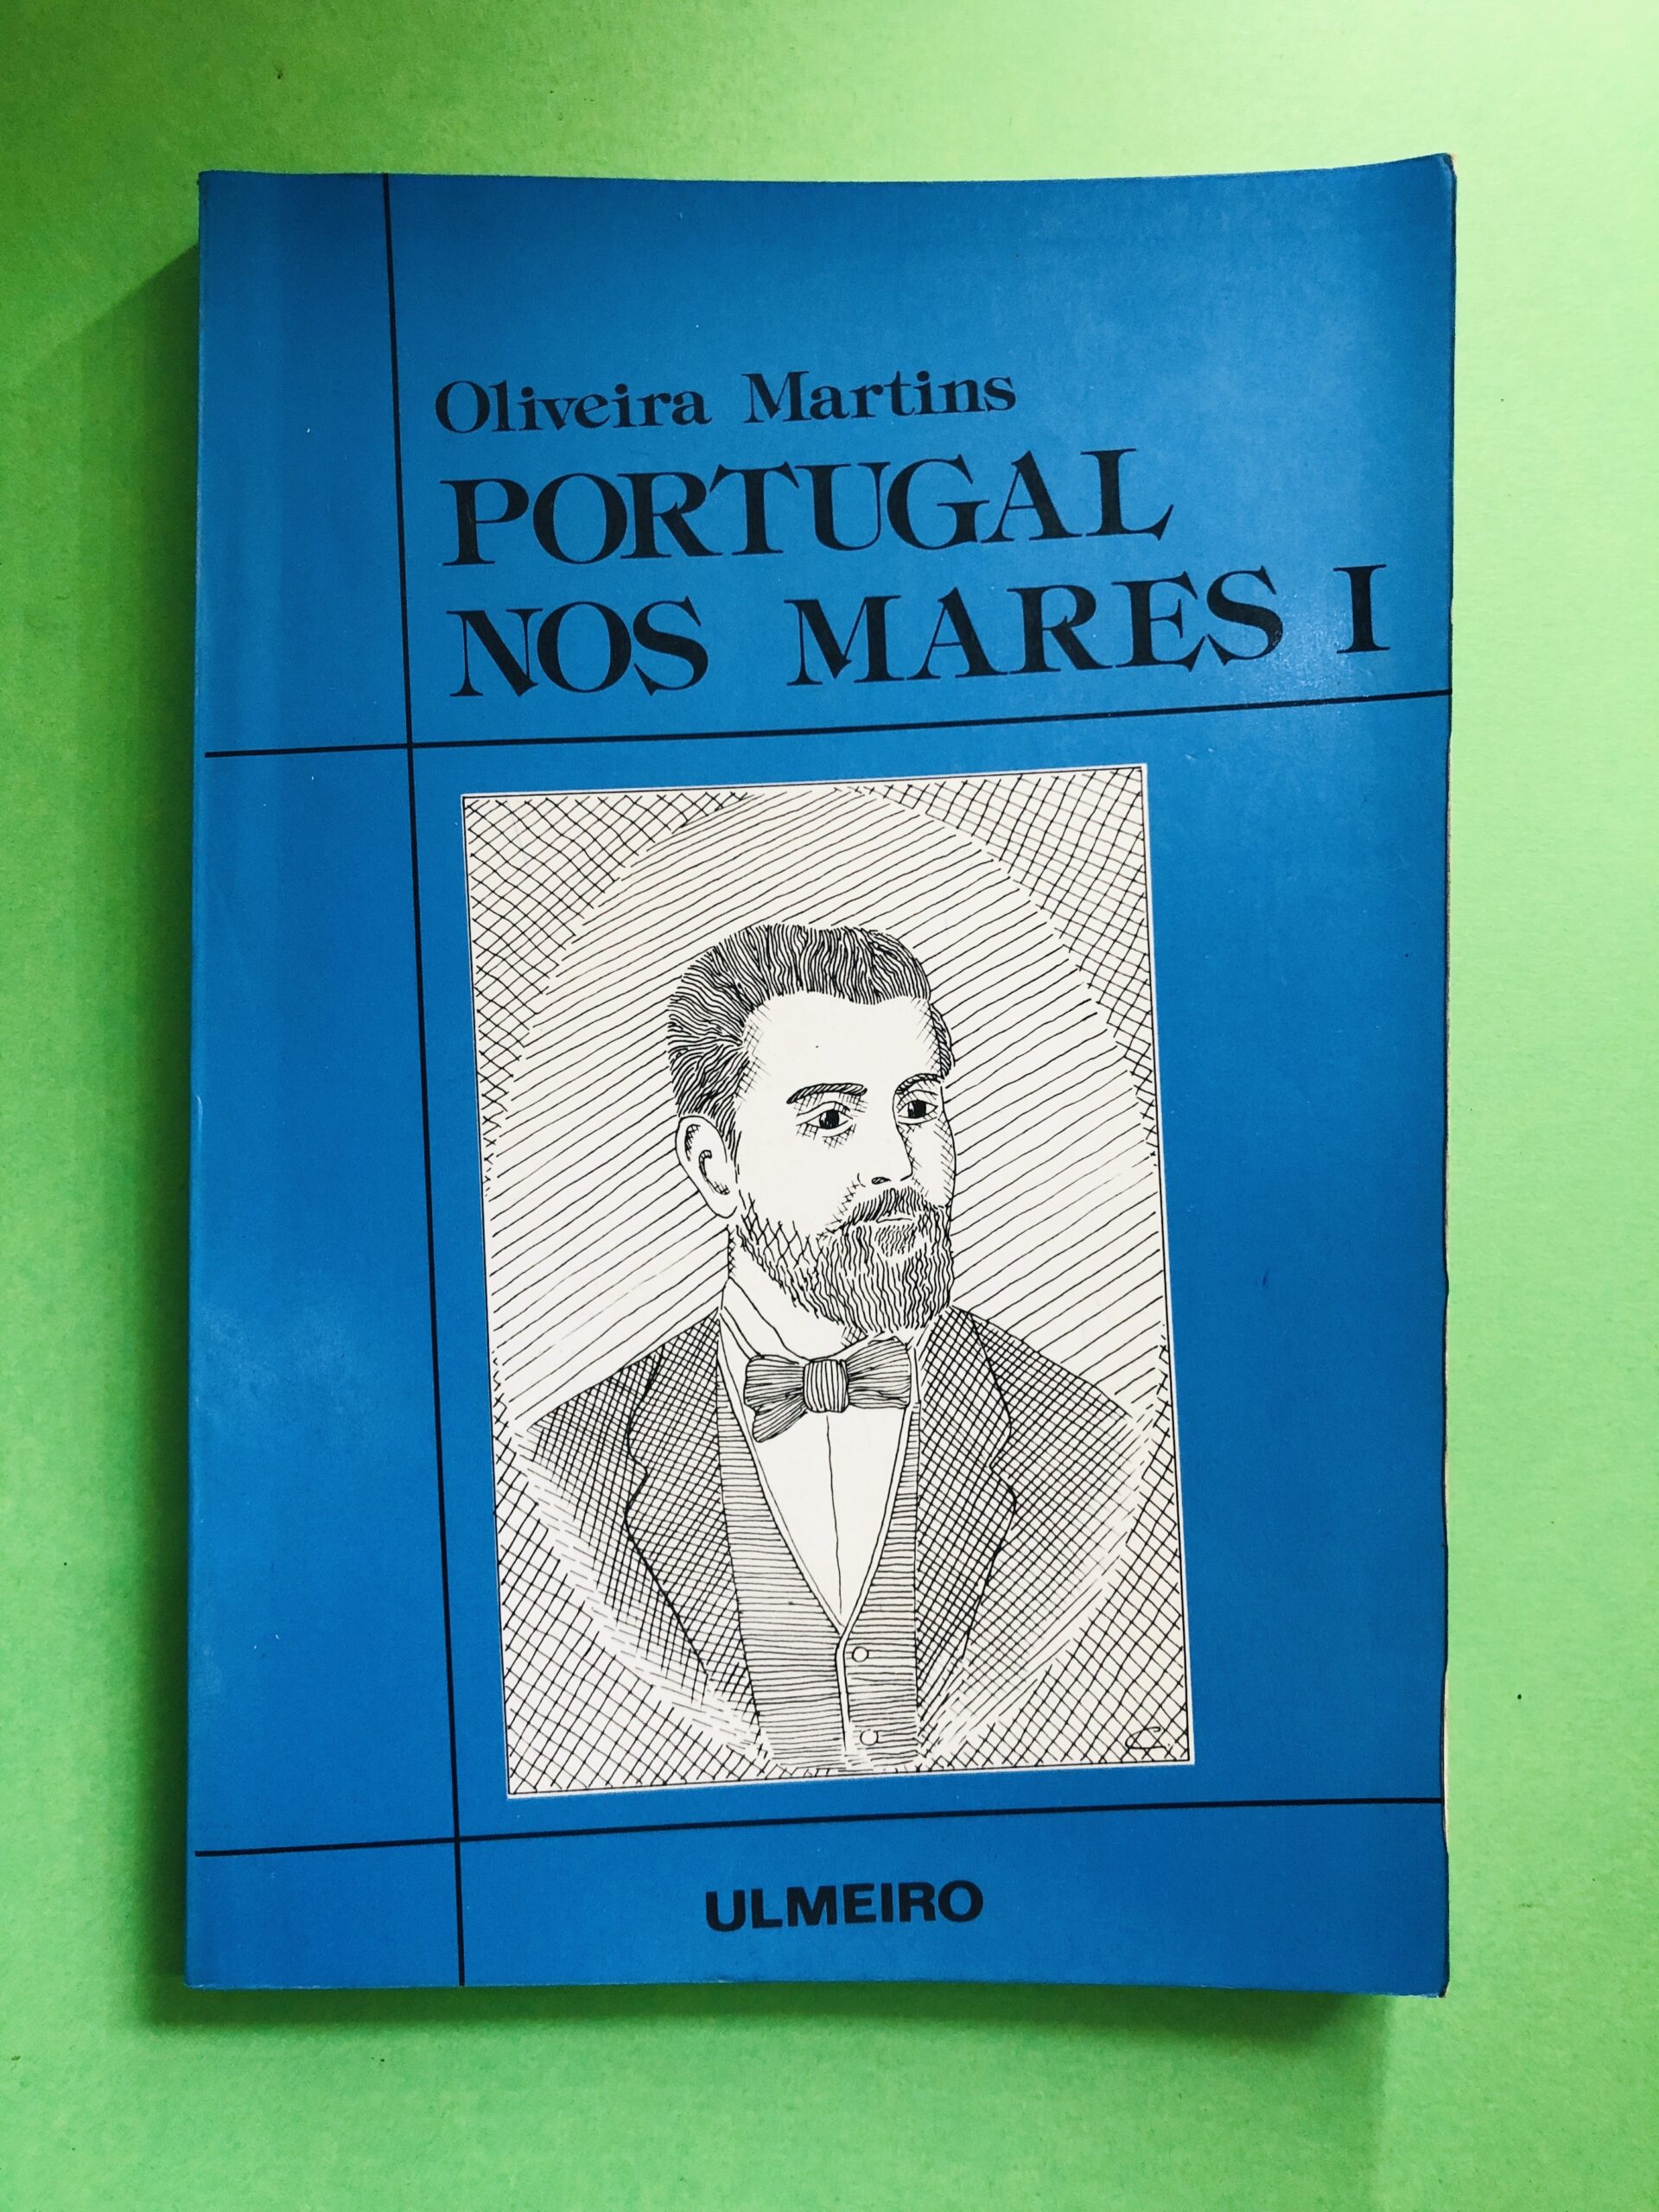 Oliveira Martins
PORTUGAL
NOS MARES I
ULMEIRO